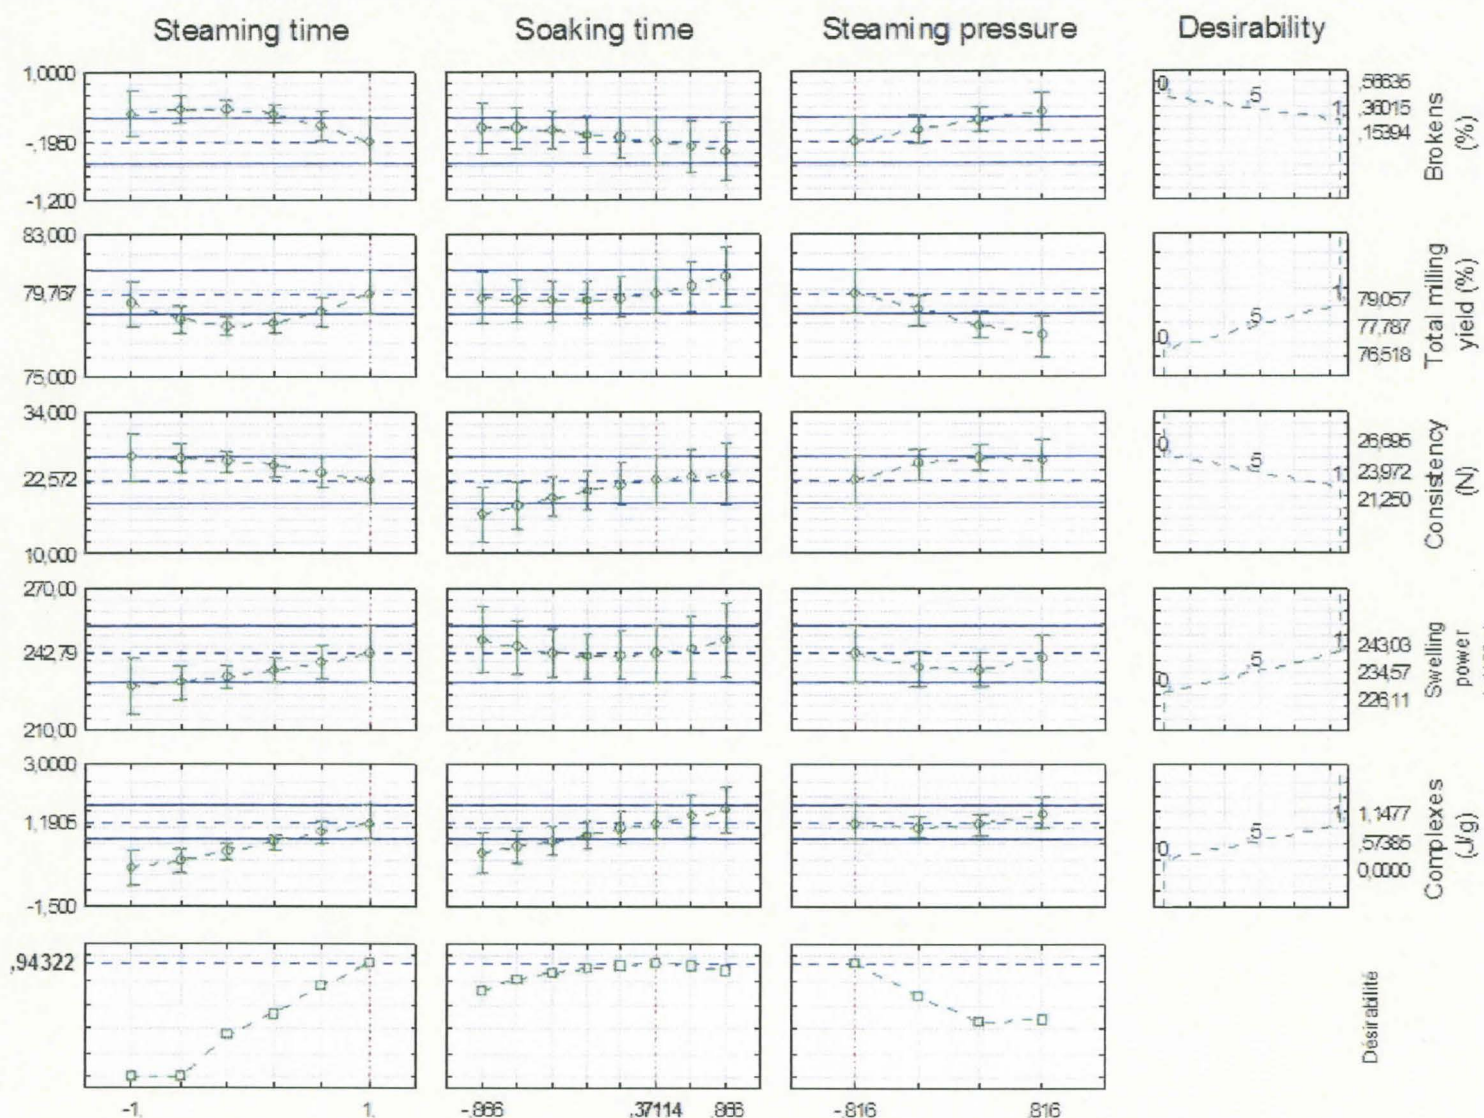 Steaming time Soaking time Steaming pressure Desirability
1,0000
-,1960
-1,200
0 ,5 1,
,56635
,36015
,15394
Brokens
(%)
83,000
79,767
75,000
0, ,5 1,
79,057
77,787
76,518
Total milling
yield (%)
34,000
22,572
10,000
0, ,5 1,
26,695
23,972
21,250
Consistency
(N)
270,00
242,79
210,00
0, ,5 1,
243,03
234,57
226,11
Swelling
power
3,0000
1,1905
-1,500
0, ,5 1,
1,1477
,57385
0,0000
Complexes
(J/g)
,94322
Désirabilité
-1. 1. -,866 ,37114 ,866 -,816 ,816